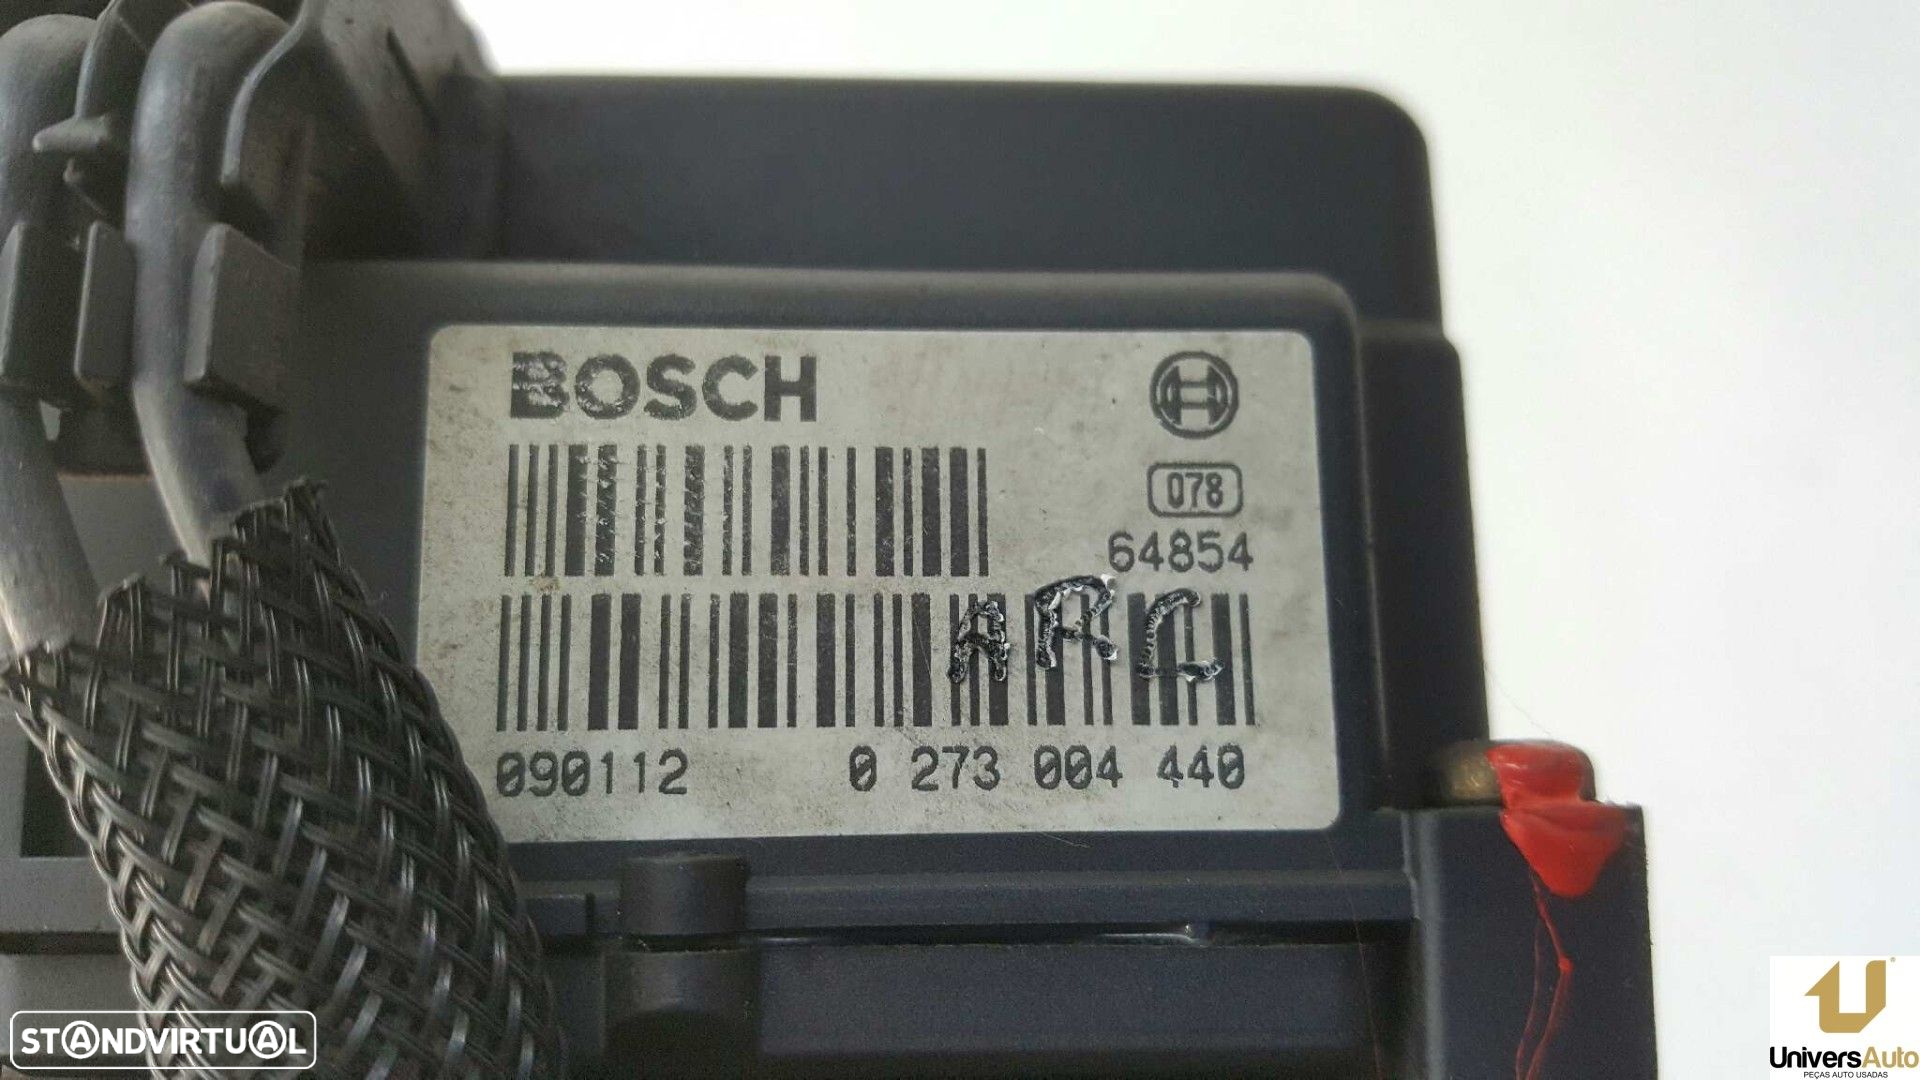 BOSCH
078
64854
ARC
090112 0 273 004 440
STANDVIRTUAL
UniversAuto
PEÇAS AUTO USADAS